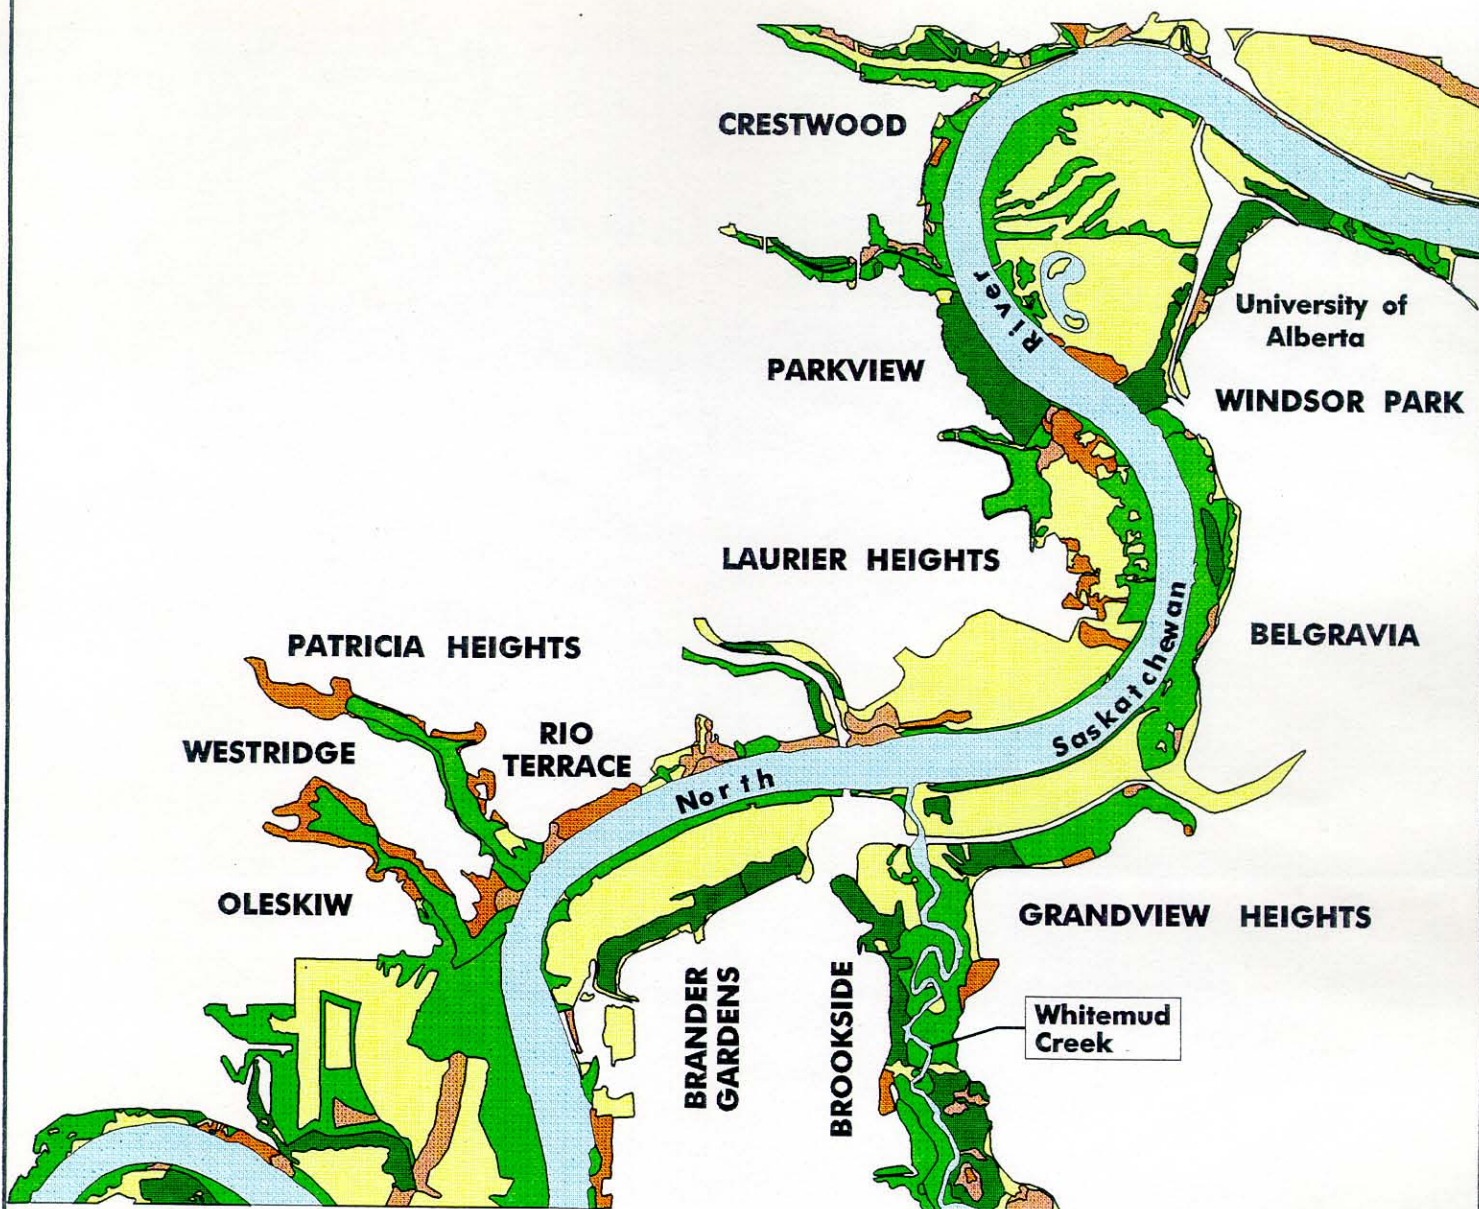 CRESTWOOD
River
University of
Alberta
PARKVIEW
WINDSOR PARK
LAURIER HEIGHTS
BELGRAVIA
PATRICIA HEIGHTS
WESTRIDGE
RIO
TERRACE
North Saskatchewan
OLESKIW
GRANDVIEW HEIGHTS
BRANDER
GARDENS
BROOKSIDE
Whitemud
Creek